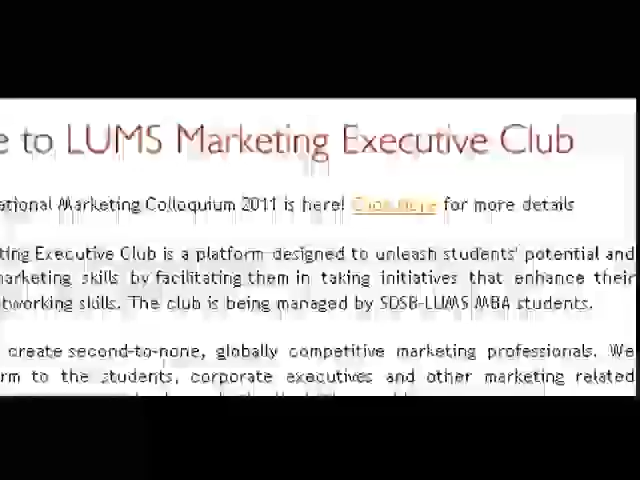 e to LUMS Marketing Executive Club
ational Marketing Colloquium 2011 is here! Click Here for more details
ting Executive Club is a platform designed to unleash students' potential and
marketing skills by facilitating them in taking initiatives that enhance their
tworking skills. The club is being managed by SDSB-LUMS MBA students.
create second-to-none, globally competitive marketing professionals. We
rm to the students, corporate executives and other marketing related